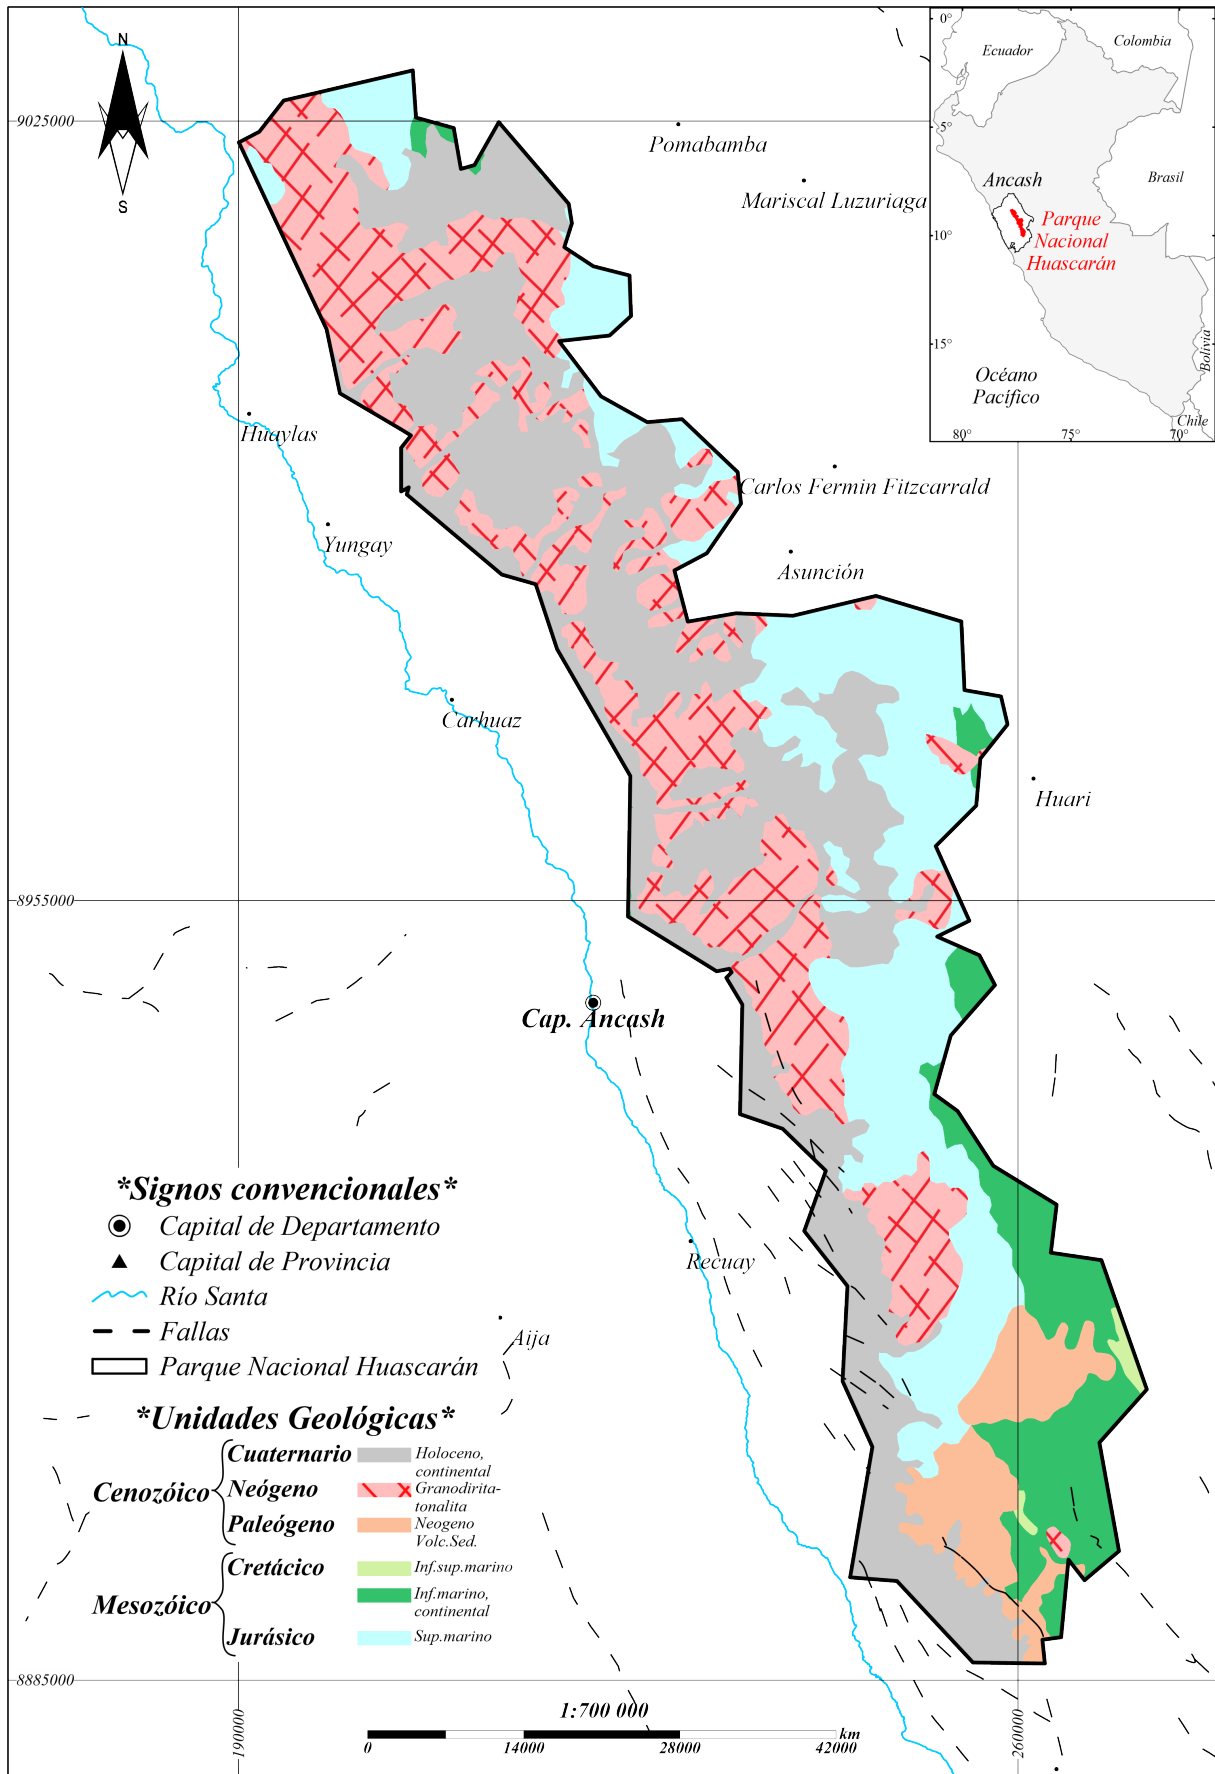 N
S
9025000
8955000
8885000
190000
260000
Pomabamba
Mariscal Luzuriaga
Huaylas
Carlos Fermin Fitzcarrald
Yungay
Asunción
Carhuaz
Huari
Cap. Ancash
Recuay
Aija
0°
5°
10°
15°
80°
75°
70°
Ecuador
Colombia
Brasil
Bolivia
Chile
Ancash
Parque
Nacional
Huascarán
Océano
Pacífico
*Signos convencionales*
Capital de Departamento
Capital de Provincia
Río Santa
Fallas
Parque Nacional Huascarán
*Unidades Geológicas*
Cenozóico
Cuaternario
Holoceno,
continental
Neógeno
Granodirita-
tonalita
Paleógeno
Neogeno
Volc.Sed.
Mesozóico
Cretácico
Inf.sup.marino
Inf.marino,
continental
Jurásico
Sup.marino
1:700 000
km
0 14000 28000 42000